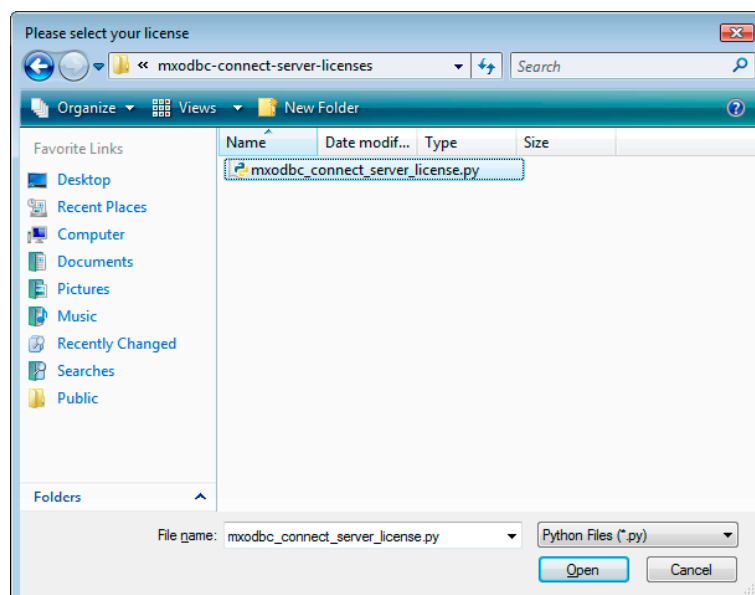 Please select your license
« mxodbc-connect-server-licenses Search
Organize Views New Folder ?
Favorite Links
Name Date modif... Type Size
mxodbc_connect_server_license.py
Desktop
Recent Places
Computer
Documents
Pictures
Music
Recently Changed
Searches
Public
Folders
File name: mxodbc_connect_server_license.py Python Files (*.py)
Open Cancel